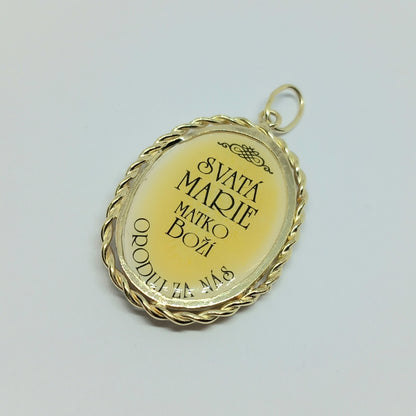 SVATÁ
MARIE
MATKO
BOŽÍ
ORODUJ ZA NÁS